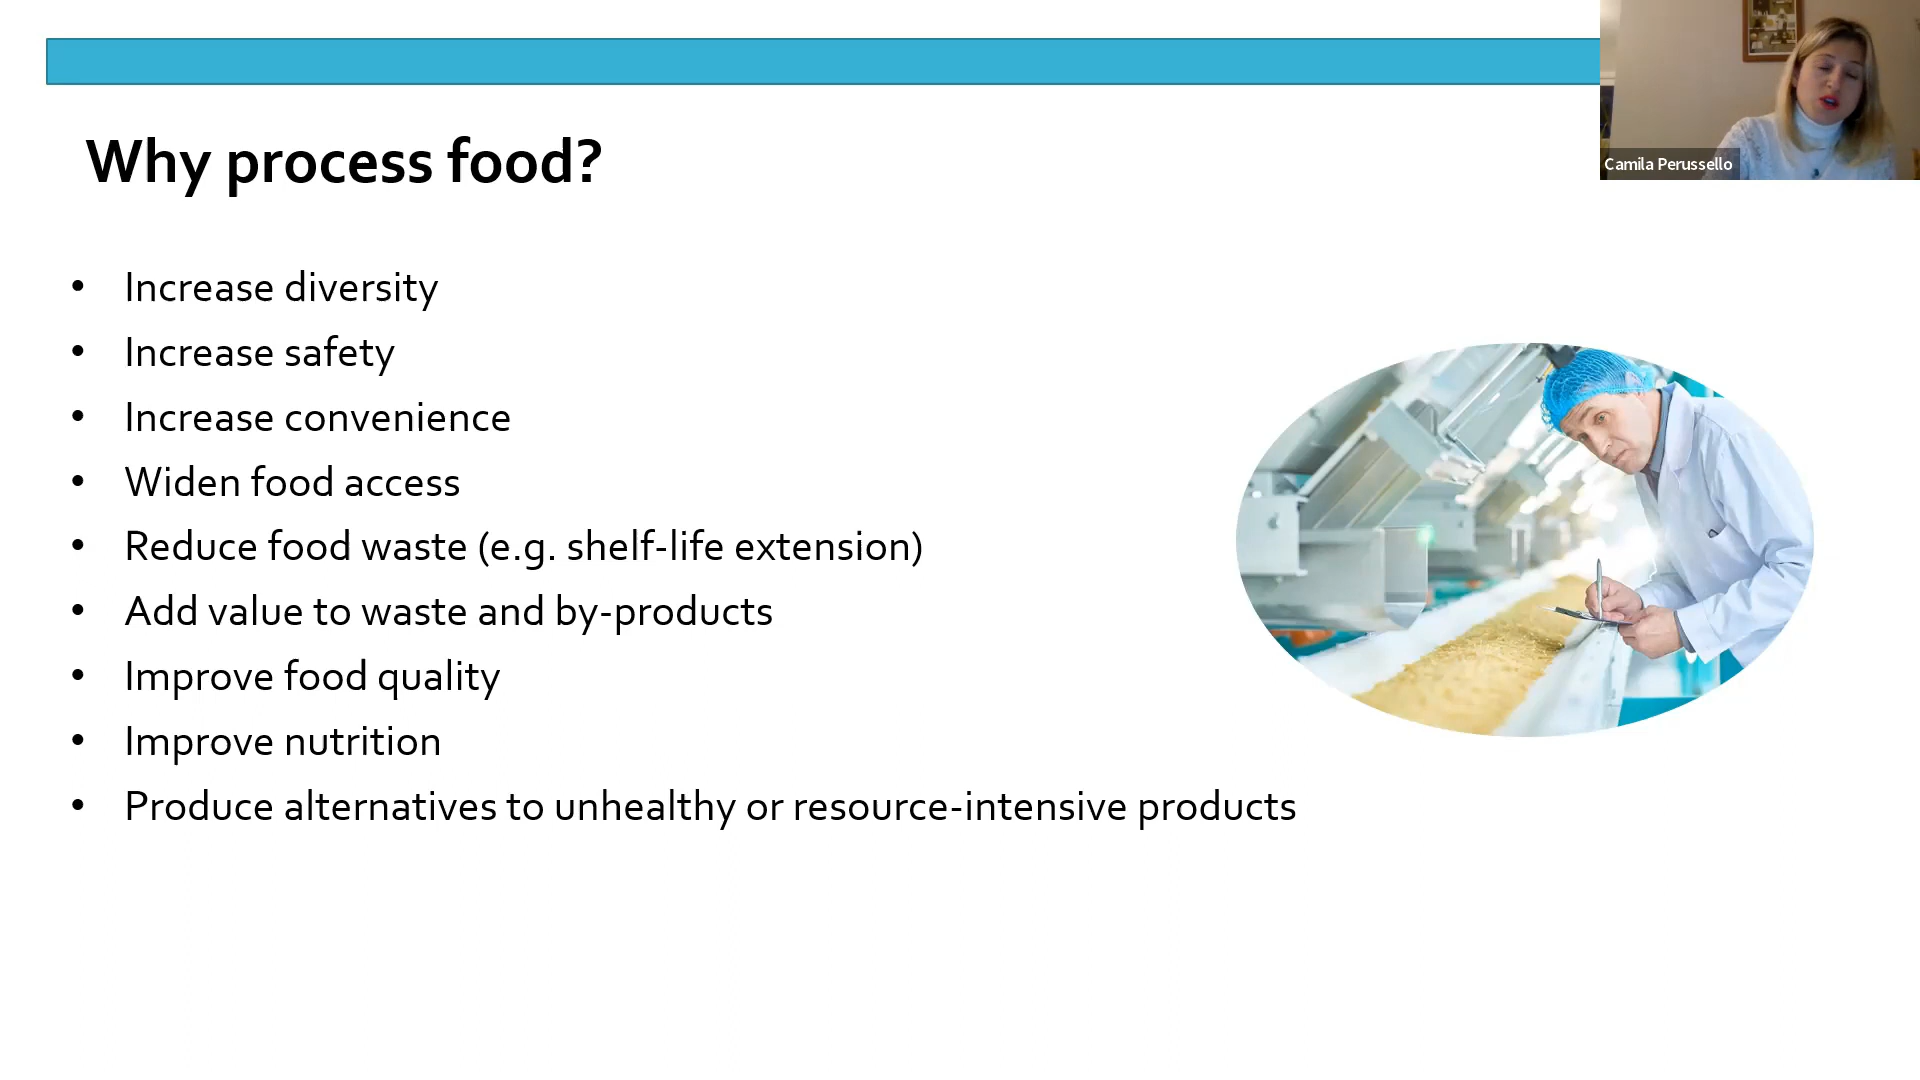 Camila Perussello
Why process food?
• Increase diversity
• Increase safety
• Increase convenience
• Widen food access
• Reduce food waste (e.g. shelf-life extension)
• Add value to waste and by-products
• Improve food quality
• Improve nutrition
• Produce alternatives to unhealthy or resource-intensive products